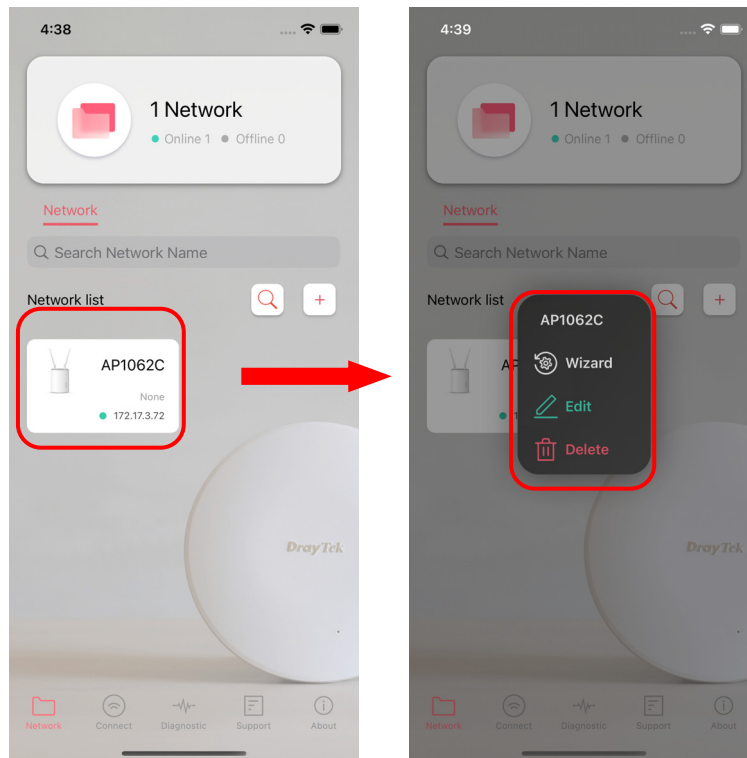 4:38
1 Network
Online 1 Offline 0
Network
Search Network Name
Network list
+
AP1062C
None
172.17.3.72
DrayTek
Network Connect Diagnostic Support About
4:39
1 Network
Online 1 Offline 0
Network
Search Network Name
Network list
+
AP1062C
AP
Wizard
Edit
1
Delete
DrayTek
Network Connect Diagnostic Support About